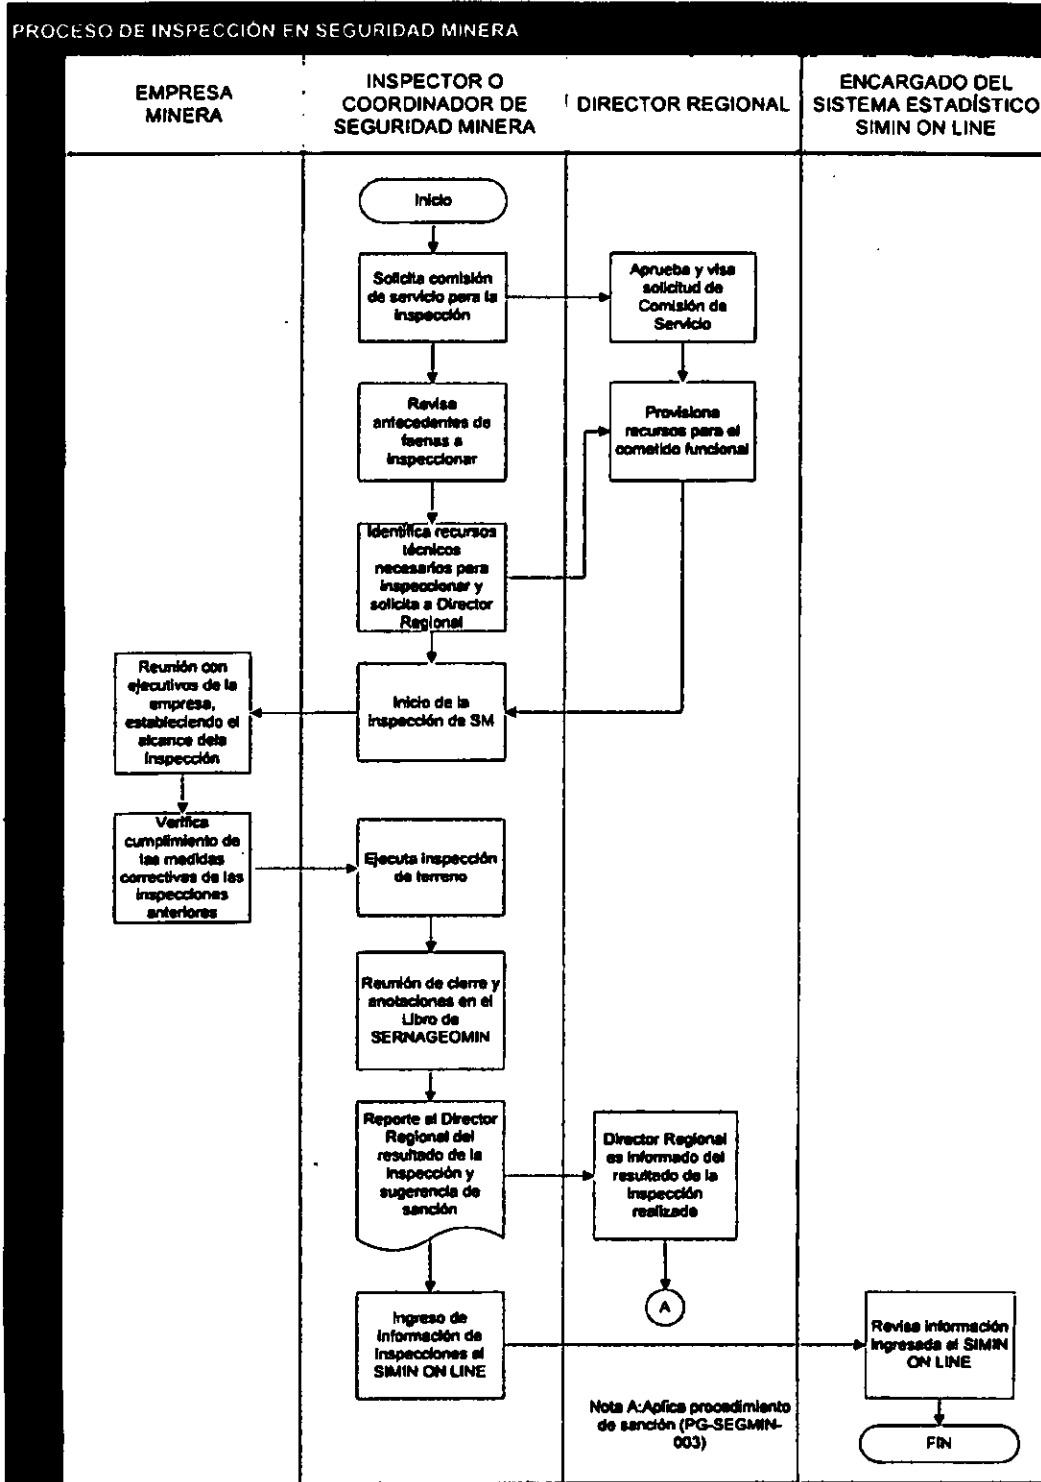 PROCESO DE INSPECCIÓN EN SEGURIDAD MINERA
EMPRESA
MINERA
INSPECTOR O
COORDINADOR DE
SEGURIDAD MINERA
DIRECTOR REGIONAL
ENCARGADO DEL
SISTEMA ESTADÍSTICO
SIMIN ON LINE
Inicio
Solicita comisión
de servicio para la
inspección
Aprueba y visa
solicitud de
Comisión de
Servicio
Revisa
antecedentes de
faenas a
inspeccionar
Provisiona
recursos para el
cometido funcional
Identifica recursos
técnicos
necesarios para
inspeccionar y
solicita a Director
Regional
Reunión con
ejecutivos de la
empresa,
estableciendo el
alcance dela
Inspección
Inicio de la
inspección de SM
Verifica
cumplimiento de
las medidas
correctivas de las
inspecciones
anteriores
Ejecuta inspección
de terreno
Reunión de cierre y
anotaciones en el
Libro de
SERNAGEOMIN
Reporte al Director
Regional del
resultado de la
inspección y
sugerencia de
sanción
Director Regional
es informado del
resultado de la
inspección
realizada
A
Ingreso de
información de
inspecciones al
SIMIN ON LINE
Revisa información
ingresada al SIMIN
ON LINE
Nota A:Aplica procedimiento
de sanción (PG-SEGMIN-
003)
FIN